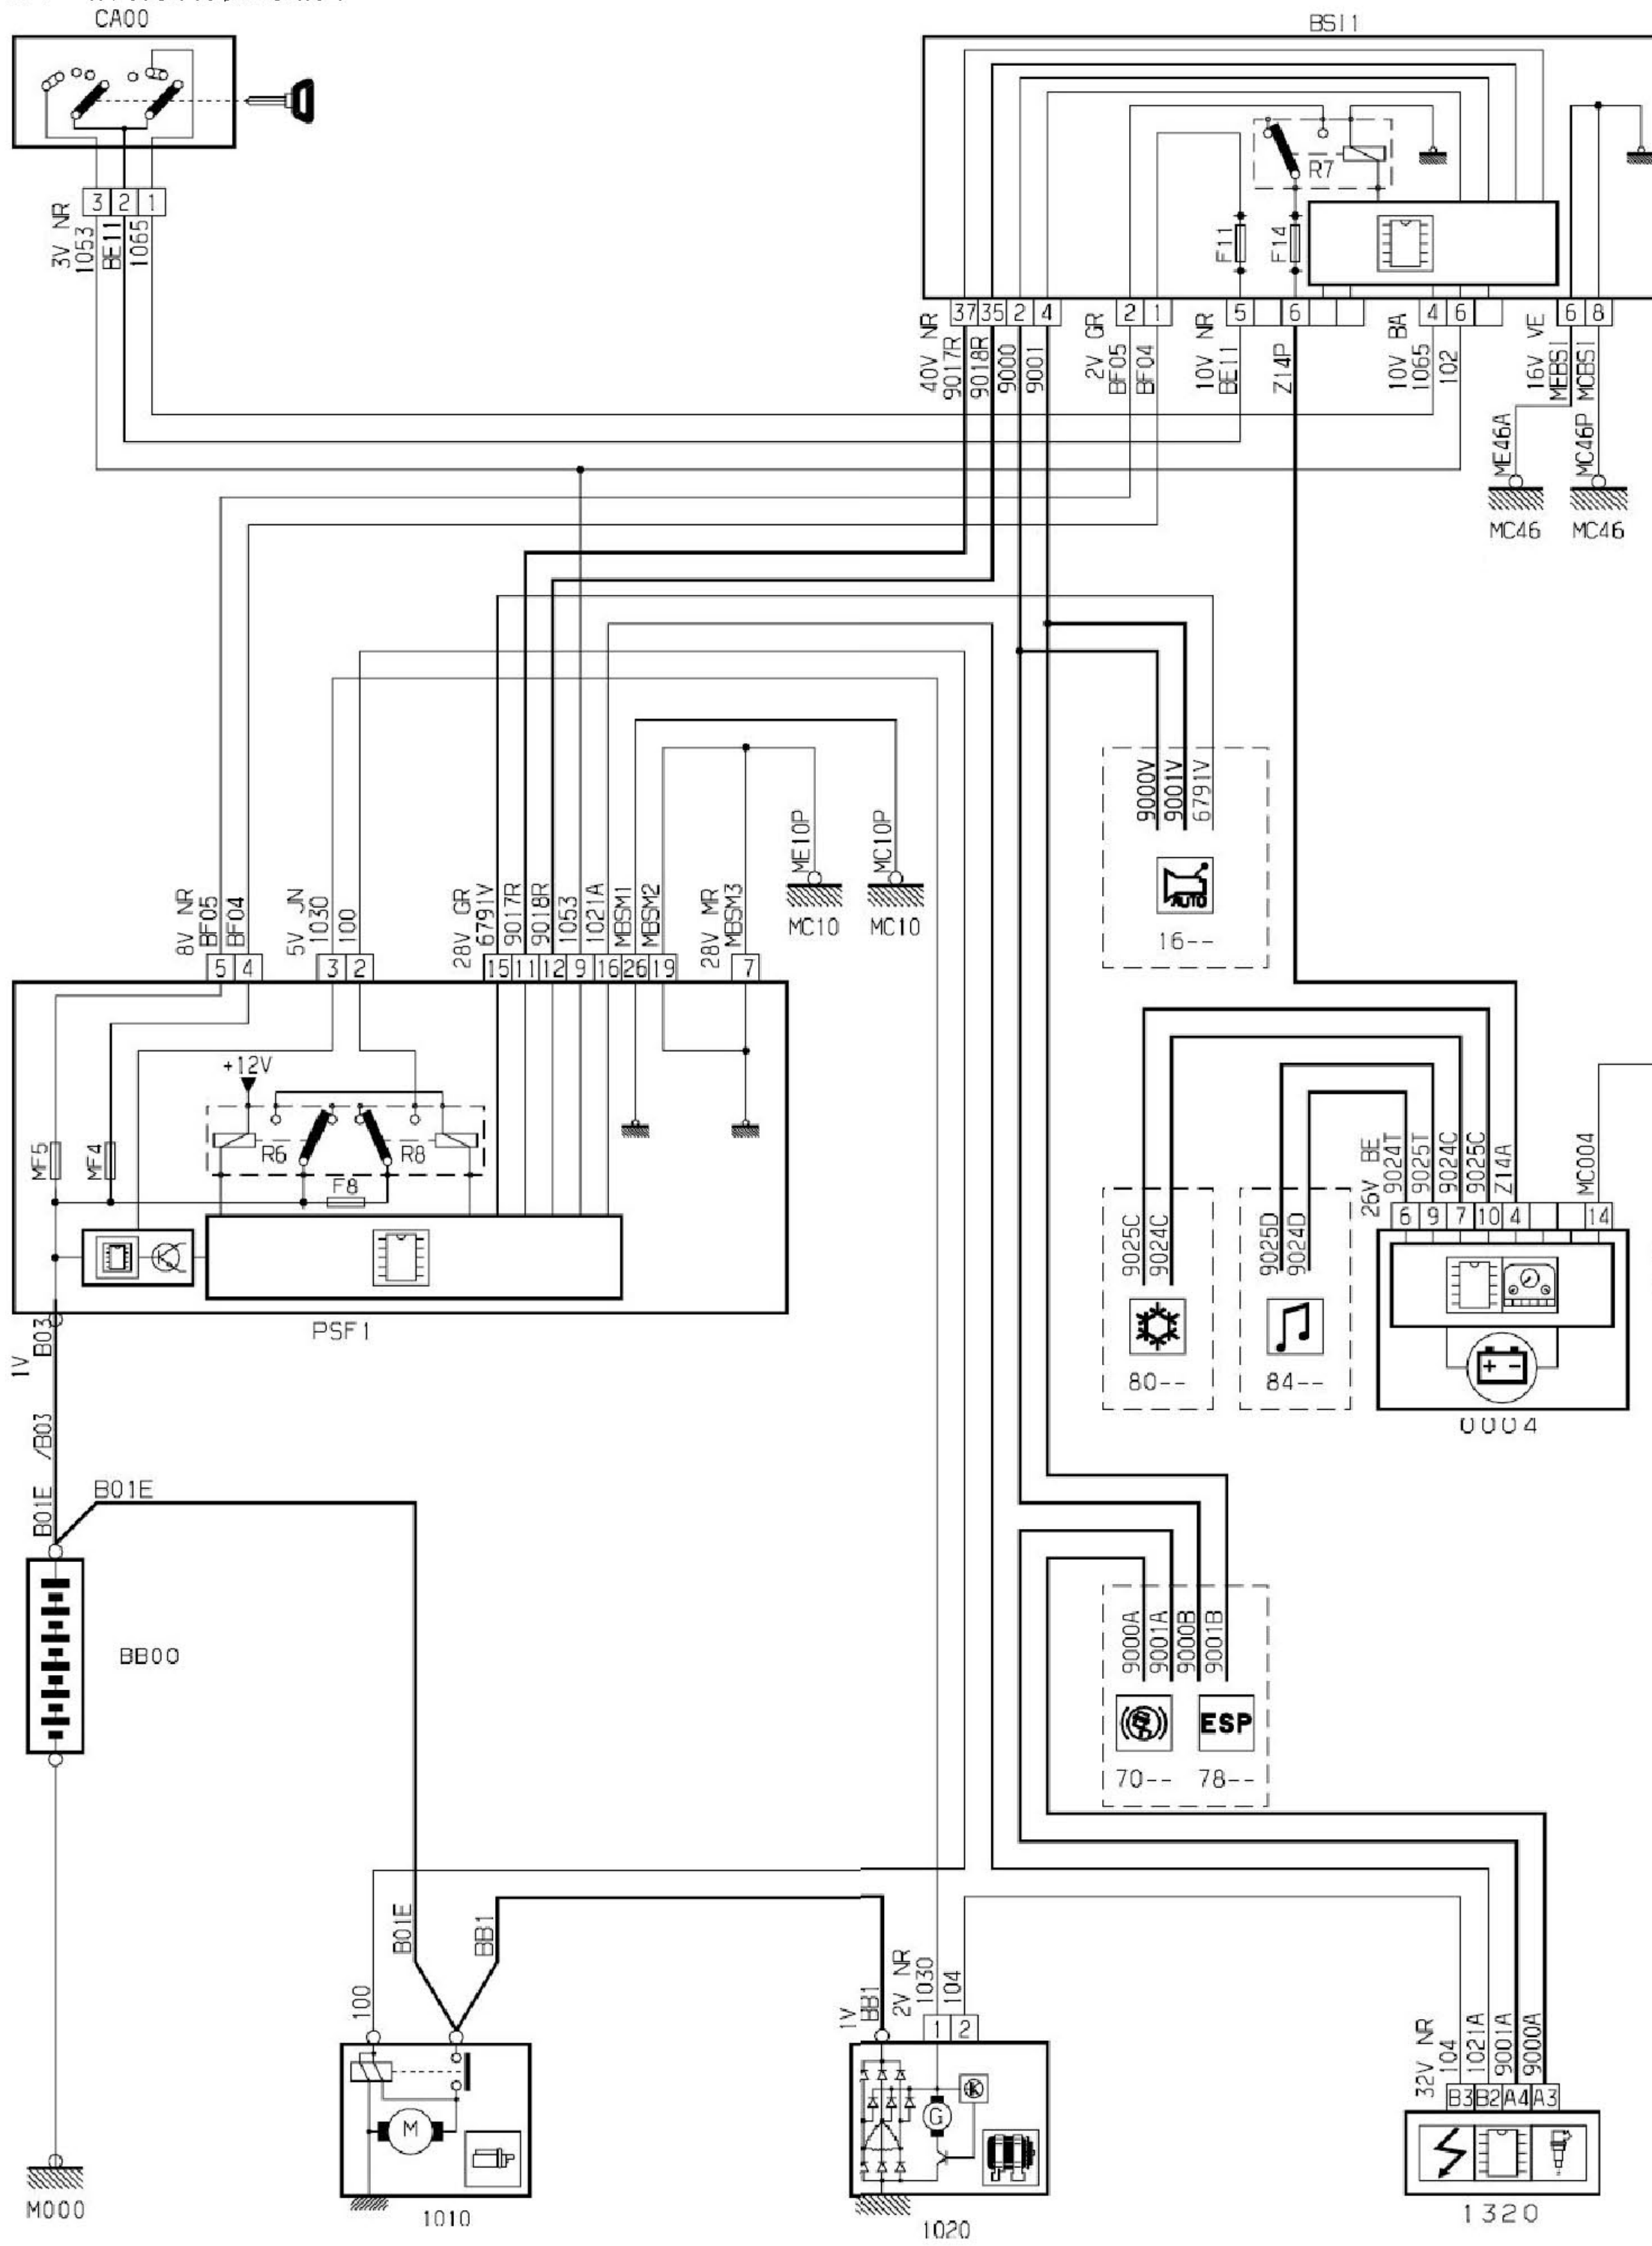 CA00
BSI1
R7
F11
F14
3 2 1
3V NR
1053
BE11
1065
37 35 2 4
2 1
5 6
4 6
6 8
40V NR
9017R
9018R
9000
9001
2V GR
BF05
BF04
10V NR
BE11
Z14P
10V BA
1065
102
16V VE
MEBSI
MCBSI
ME46A
MC46P
MC46
MC46
9000V
9001V
6791V
AUTO
16--
ME10P
MC10P
MC10
MC10
8V NR
BF05
BF04
5V JN
1030
100
28V GR
6791V
9017R
9018R
1053
1021A
MBSM1
MBSM2
28V MR
MBSM3
5 4
3 2
15 11 12 9 16 26 19
7
+12V
MF5
MF4
R6
R8
F8
PSF1
1V
B03
/B03
B01E
B01E
BB00
M000
26V BE
9024T
9025T
9024C
9025C
Z14A
MC004
6 9 7 10 4
14
9025C
9024C
80--
9025D
9024D
84--
+ -
0004
9000A
9001A
9000B
9001B
ESP
70--
78--
100
B01E
BB1
M
1010
1V
BB1
2V NR
1030
104
1 2
G
1020
32V NR
104
1021A
9001A
9000A
B3 B2 A4 A3
1320